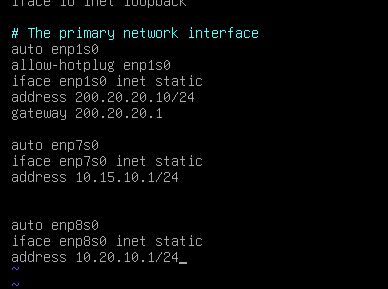 iface lo inet loopback
# The primary network interface
auto enp1s0
allow-hotplug enp1s0
iface enp1s0 inet static
address 200.20.20.10/24
gateway 200.20.20.1
auto enp7s0
iface enp7s0 inet static
address 10.15.10.1/24
auto enp8s0
iface enp8s0 inet static
address 10.20.10.1/24_
~
~